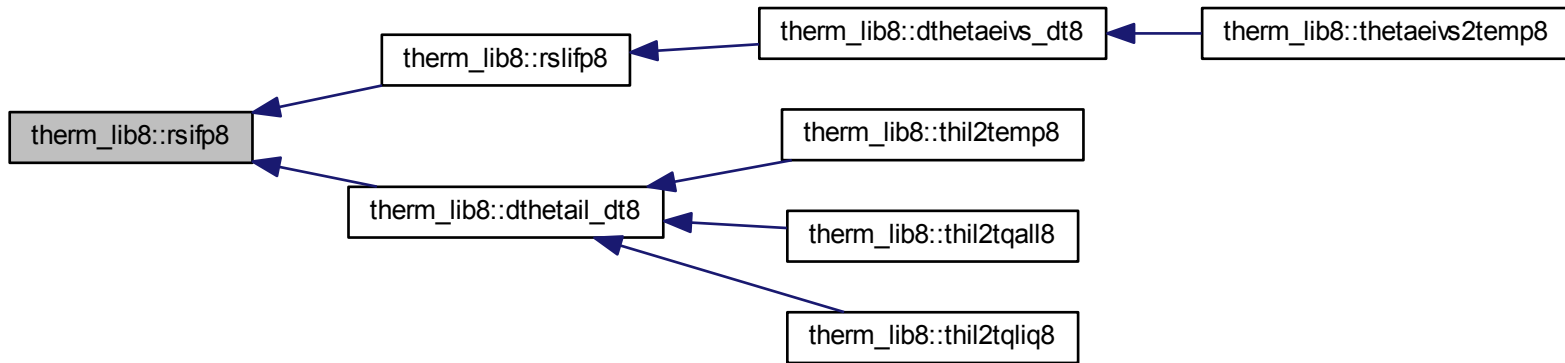 therm_lib8::rsifp8
therm_lib8::rslifp8
therm_lib8::dthetaeivs_dt8
therm_lib8::thetaeivs2temp8
therm_lib8::dthetail_dt8
therm_lib8::thil2temp8
therm_lib8::thil2tqall8
therm_lib8::thil2tqliq8